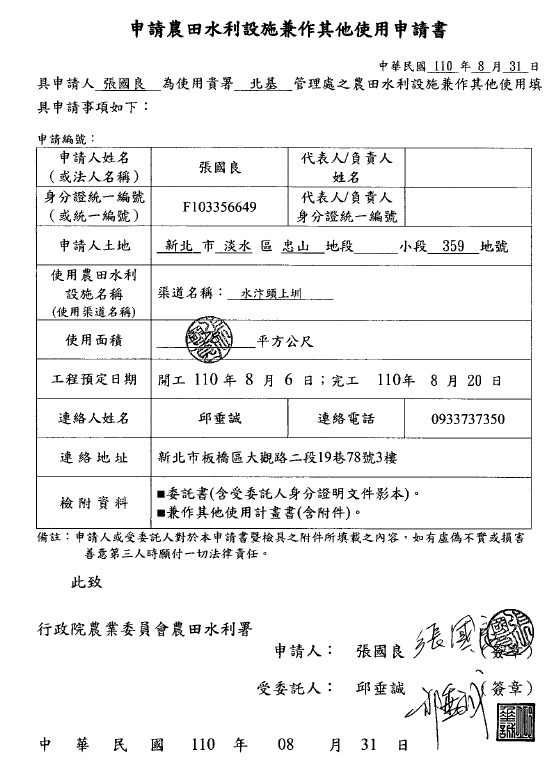 申請農田水利設施兼作其他使用申請書
中華民國 110 年 8 月 31 日
具申請人 張國良 為使用貴署 北基 管理處之農田水利設施兼作其他使用填
具申請事項如下：
申請編號：
申請人姓名（或法人名稱） 張國良 代表人/負責人姓名
身分證統一編號（或統一編號） F103356649 代表人/負責人身分證統一編號
申請人土地 新北 市 淡水 區 忠山 地段 小段 359 地號
使用農田水利設施名稱(使用渠道名稱) 渠道名稱： 水汴頭上圳
使用面積 平方公尺
工程預定日期 開工 110 年 8 月 6 日；完工 110年 8 月 20 日
連絡人姓名 邱垂誠 連絡電話 0933737350
連絡地址 新北市板橋區大觀路二段19巷78號3樓
檢附資料 ■委託書(含受委託人身分證明文件影本)。
■兼作其他使用計畫書(含附件)。
備註：申請人或受委託人對於本申請書暨檢具之附件所填載之內容，如有虛偽不實或損害
善意第三人時願付一切法律責任。
此致
行政院農業委員會農田水利署
申請人： 張國良 張國良 (簽章)
受委託人： 邱垂誠 邱垂誠 (簽章)
中 華 民 國 110 年 08 月 31 日